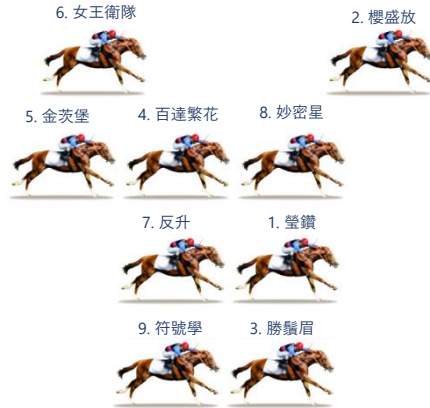 6. 女王衛隊
2. 櫻盛放
5. 金茨堡
4. 百達繁花
8. 妙密星
7. 反升
1. 瑩鑽
9. 符號學
3. 勝鬚眉